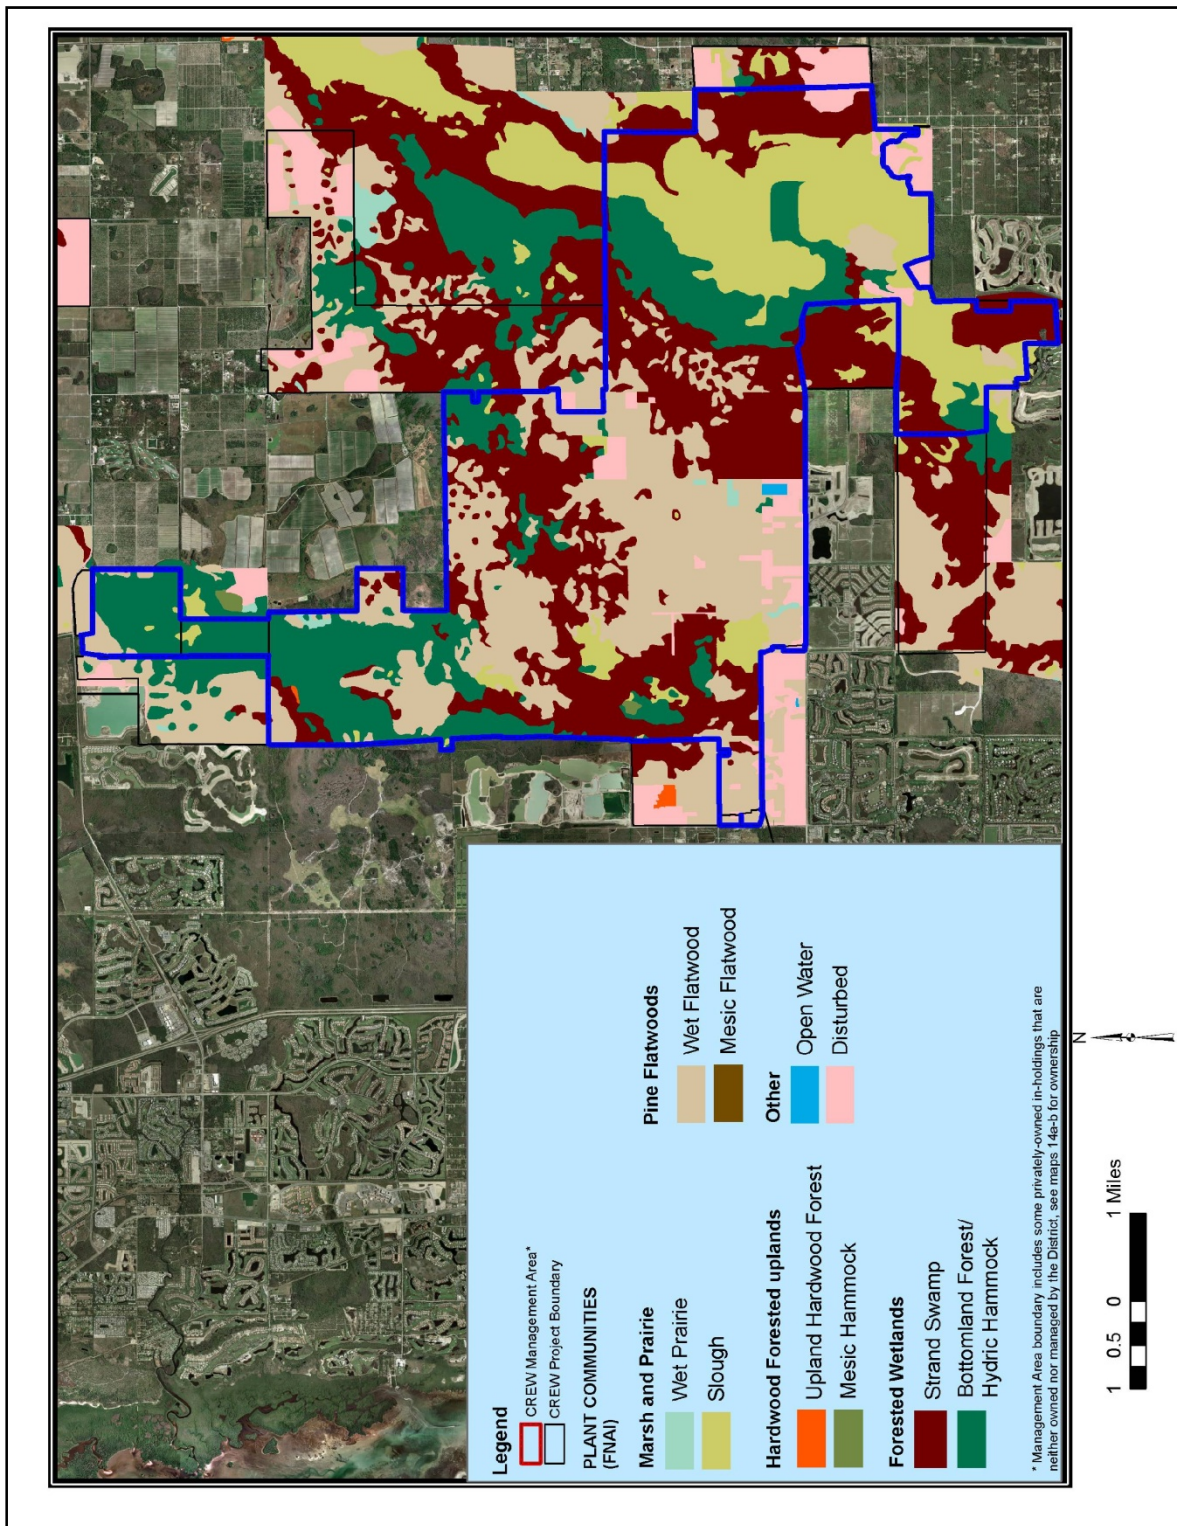 Legend
CREW Management Area*
CREW Project Boundary
PLANT COMMUNITIES
(FNAI)
Marsh and Prairie
Wet Prairie
Slough
Hardwood Forested uplands
Upland Hardwood Forest
Mesic Hammock
Forested Wetlands
Strand Swamp
Bottomland Forest/
Hydric Hammock
Pine Flatwoods
Wet Flatwood
Mesic Flatwood
Other
Open Water
Disturbed
* Management Area boundary includes some privately-owned in-holdings that are
neither owned nor managed by the District, see maps 14a-b for ownership
N
1 0.5 0 1 Miles